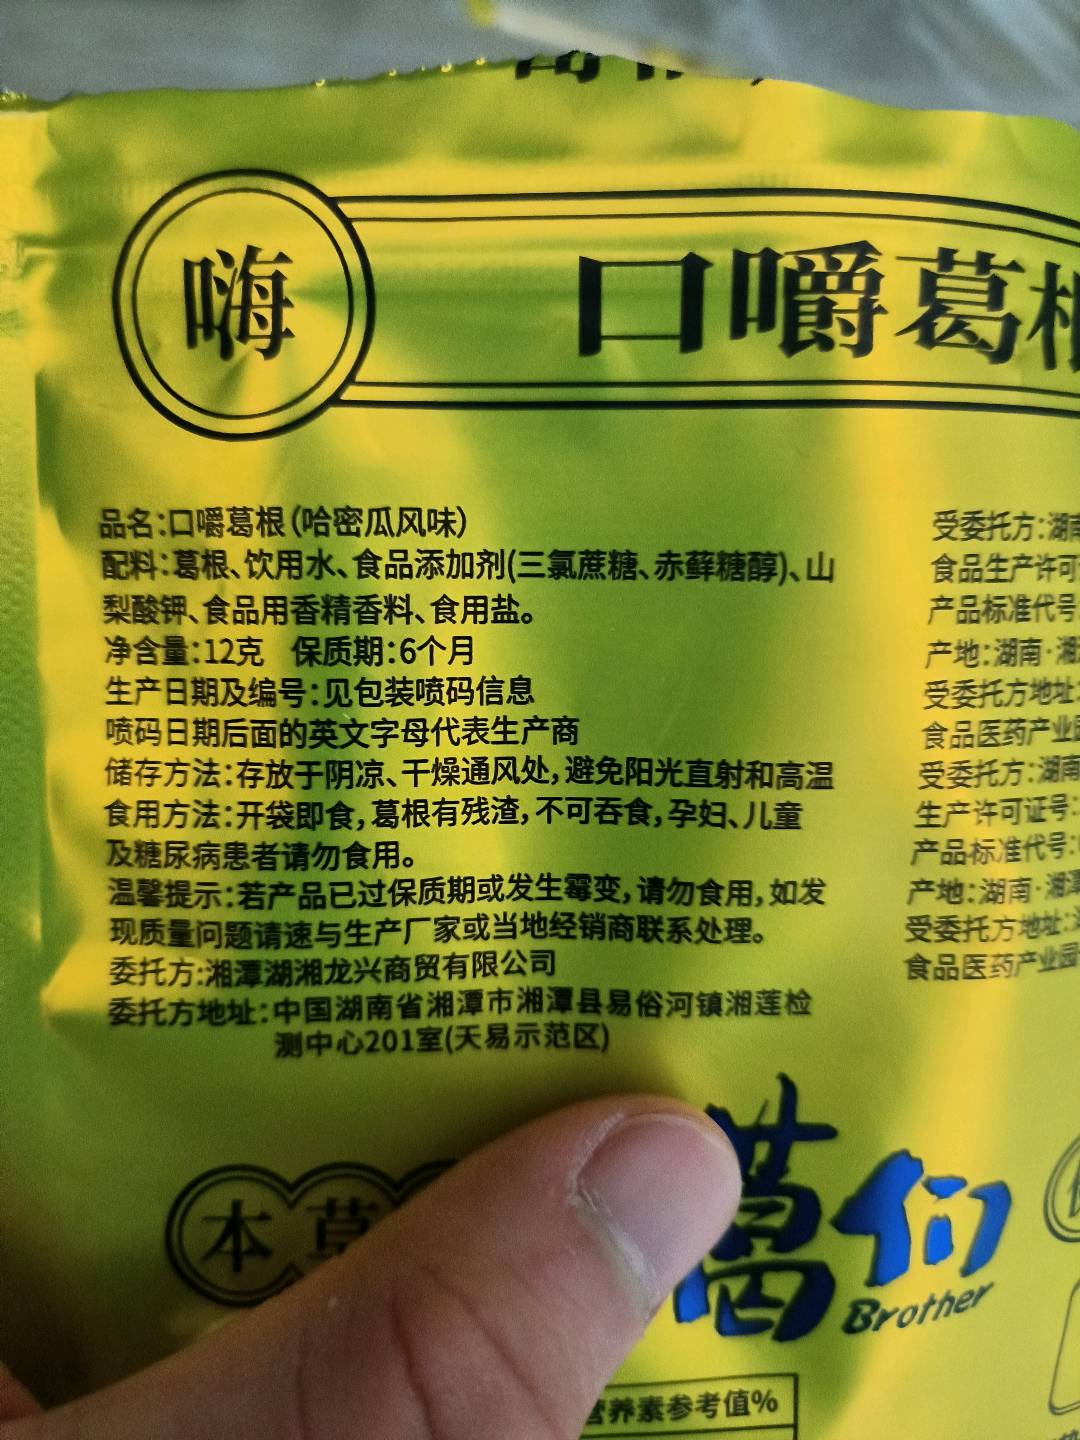 嗨
口嚼葛根
品名:口嚼葛根(哈密瓜风味)
配料:葛根、饮用水、食品添加剂(三氯蔗糖、赤藓糖醇)、山
梨酸钾、食品用香精香料、食用盐。
净含量:12克 保质期:6个月
生产日期及编号:见包装喷码信息
喷码日期后面的英文字母代表生产商
储存方法:存放于阴凉、干燥通风处,避免阳光直射和高温
食用方法:开袋即食,葛根有残渣,不可吞食,孕妇、儿童
及糖尿病患者请勿食用。
温馨提示:若产品已过保质期或发生霉变,请勿食用,如发
现质量问题请速与生产厂家或当地经销商联系处理。
委托方:湘潭湖湘龙兴商贸有限公司
委托方地址:中国湖南省湘潭市湘潭县易俗河镇湘莲检
测中心201室(天易示范区)
受委托方:湖南
食品生产许可
产品标准代号
产地:湖南·湘
受委托方地址:
食品医药产业园
受委托方:湖南
生产许可证号:
产品标准代号:
产地:湖南·湘潭
受委托方地址:
食品医药产业园
本草
葛们
Brother
营养素参考值%